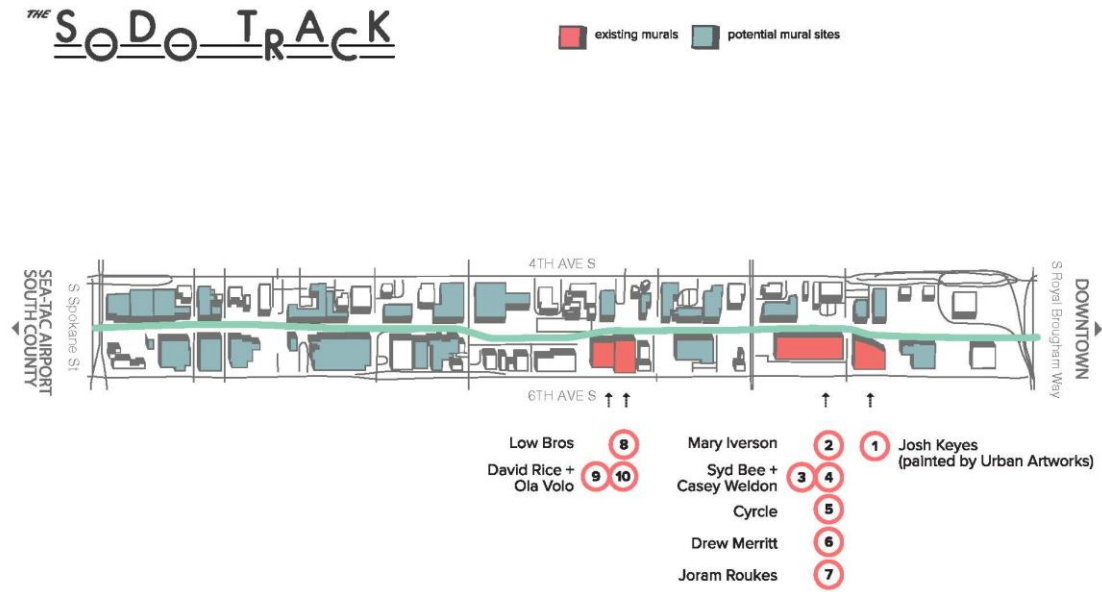 THE SODO TRACK
existing murals
potential mural sites
4TH AVE S
SEA-TAC AIRPORT
SOUTH COUNTY
S Spokane St
S Royal Brougham Way
DOWNTOWN
6TH AVE S
Low Bros
8
David Rice +
Ola Volo
9
10
Mary Iverson
2
Syd Bee +
Casey Weldon
3
4
Cyrcle
5
Drew Merritt
6
Joram Roukes
7
1
Josh Keyes
(painted by Urban Artworks)